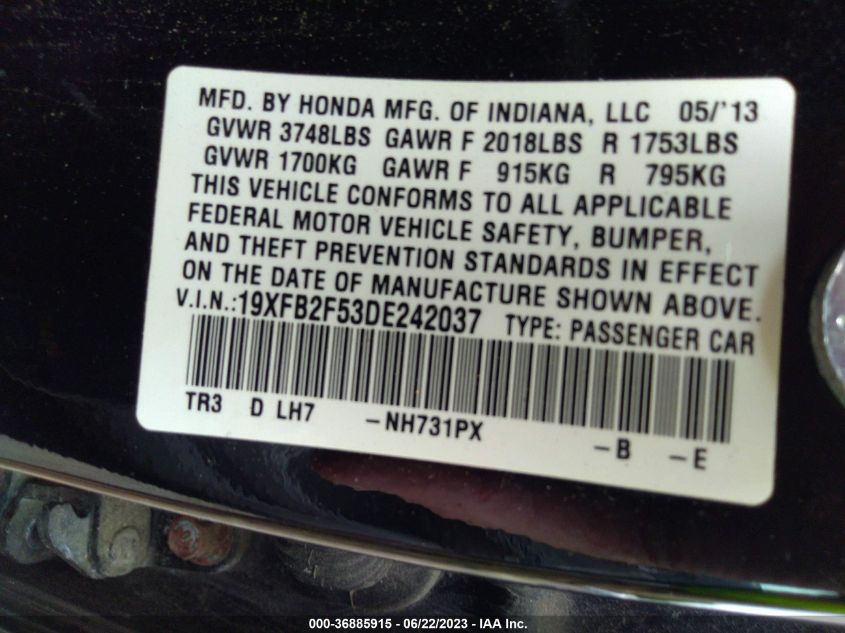 MFD. BY HONDA MFG. OF INDIANA, LLC 05/'13
GVWR 3748LBS GAWR F 2018LBS R 1753LBS
GVWR 1700KG GAWR F 915KG R 795KG
THIS VEHICLE CONFORMS TO ALL APPLICABLE
FEDERAL MOTOR VEHICLE SAFETY, BUMPER,
AND THEFT PREVENTION STANDARDS IN EFFECT
ON THE DATE OF MANUFACTURE SHOWN ABOVE.
V.I.N.:19XFB2F53DE242037 TYPE: PASSENGER CAR
TR3 D LH7 -NH731PX -B -E
000-36885915 - 06/22/2023 - IAA Inc.